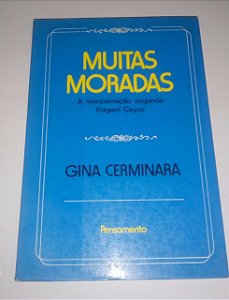 MUITAS
MORADAS
A reencarnação segundo
Edgard Cayce
GINA CERMINARA
Pensamento